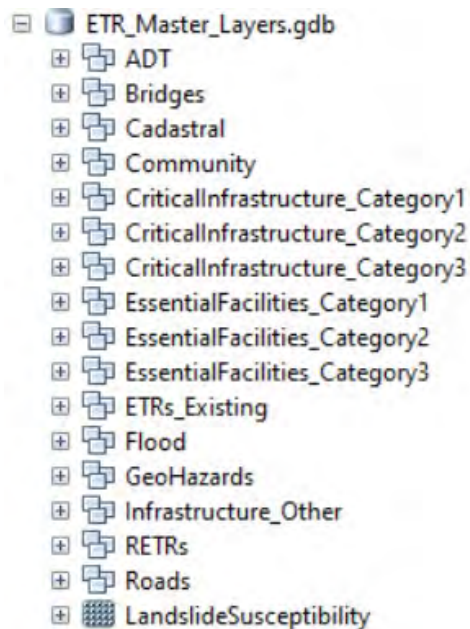 ETR_Master_Layers.gdb
ADT
Bridges
Cadastral
Community
CriticalInfrastructure_Category1
CriticalInfrastructure_Category2
CriticalInfrastructure_Category3
EssentialFacilities_Category1
EssentialFacilities_Category2
EssentialFacilities_Category3
ETRs_Existing
Flood
GeoHazards
Infrastructure_Other
RETRs
Roads
LandslideSusceptibility